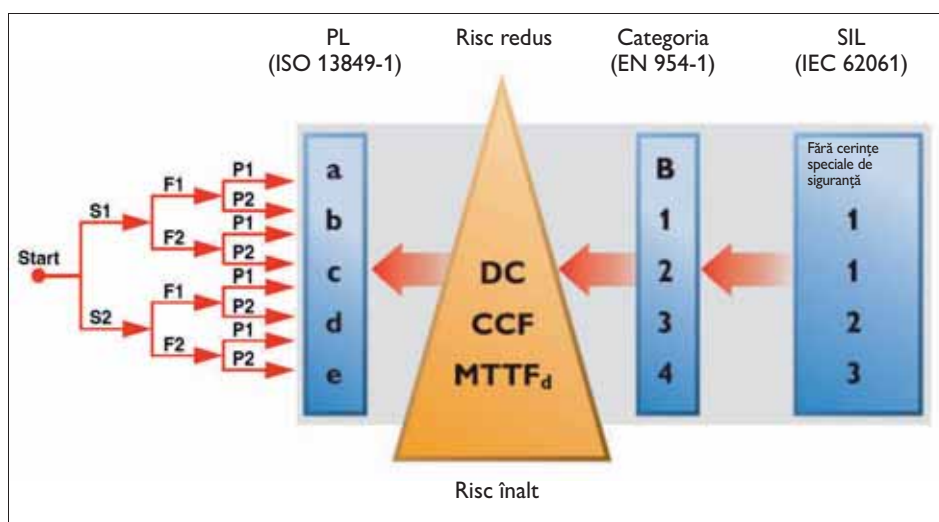 PL
(ISO 13849-1)
Risc redus
Categoria
(EN 954-1)
SIL
(IEC 62061)
Start
S1
S2
F1
F2
F1
F2
P1
P2
P1
P2
P1
P2
P1
P2
a
b
c
d
e
DC
CCF
MTTFd
B
1
2
3
4
Fără cerințe
speciale de
siguranță
1
1
2
3
Risc înalt